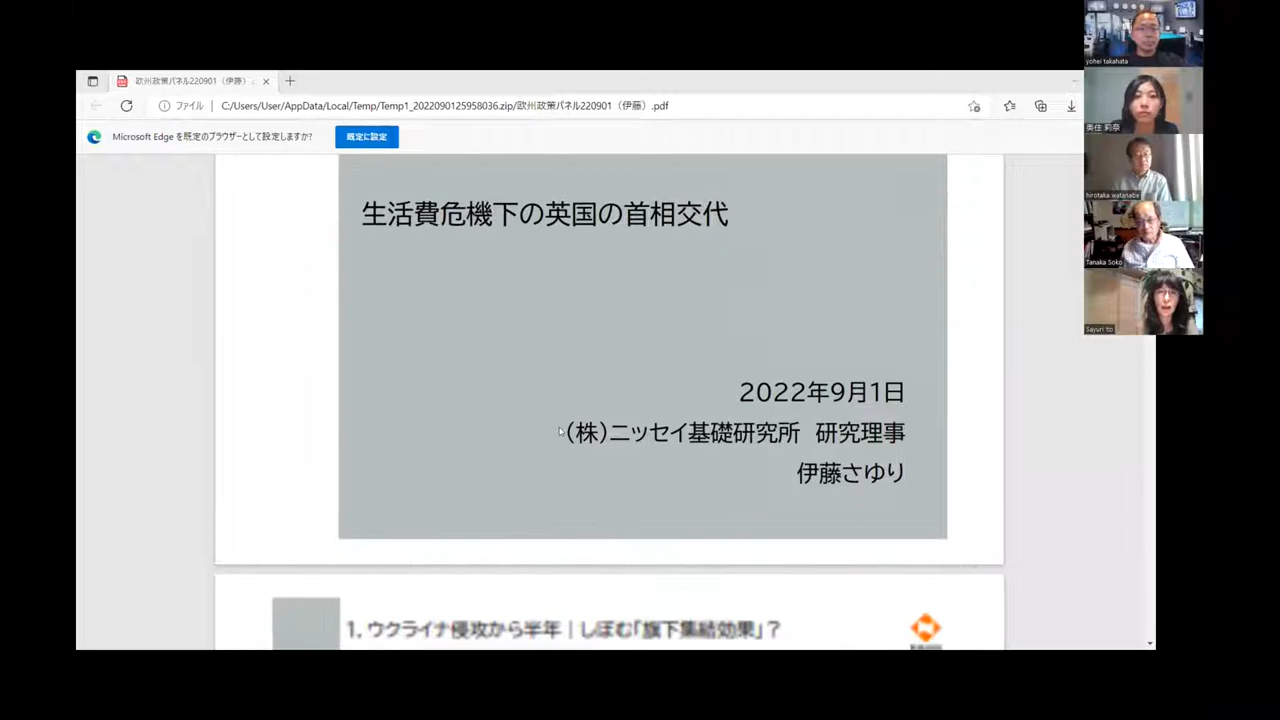 欧州政策パネル220901（伊藤）.
ファイル
C:/Users/User/AppData/Local/Temp/Temp1_20220901259580​36.zip/欧州政策パネル220901（伊藤）.pdf
Microsoft Edge を既定のブラウザーとして設定しますか?
既定に設定
生活費危機下の英国の首相交代
2022年9月1日
（株）ニッセイ基礎研究所　研究理事
伊藤さゆり
1. ウクライナ侵攻から半年｜しぼむ「旗下集結効果」？
yohei takahata
奥住 莉奈
hirotaka watanabe
Tanaka Soko
Sayuri Ito